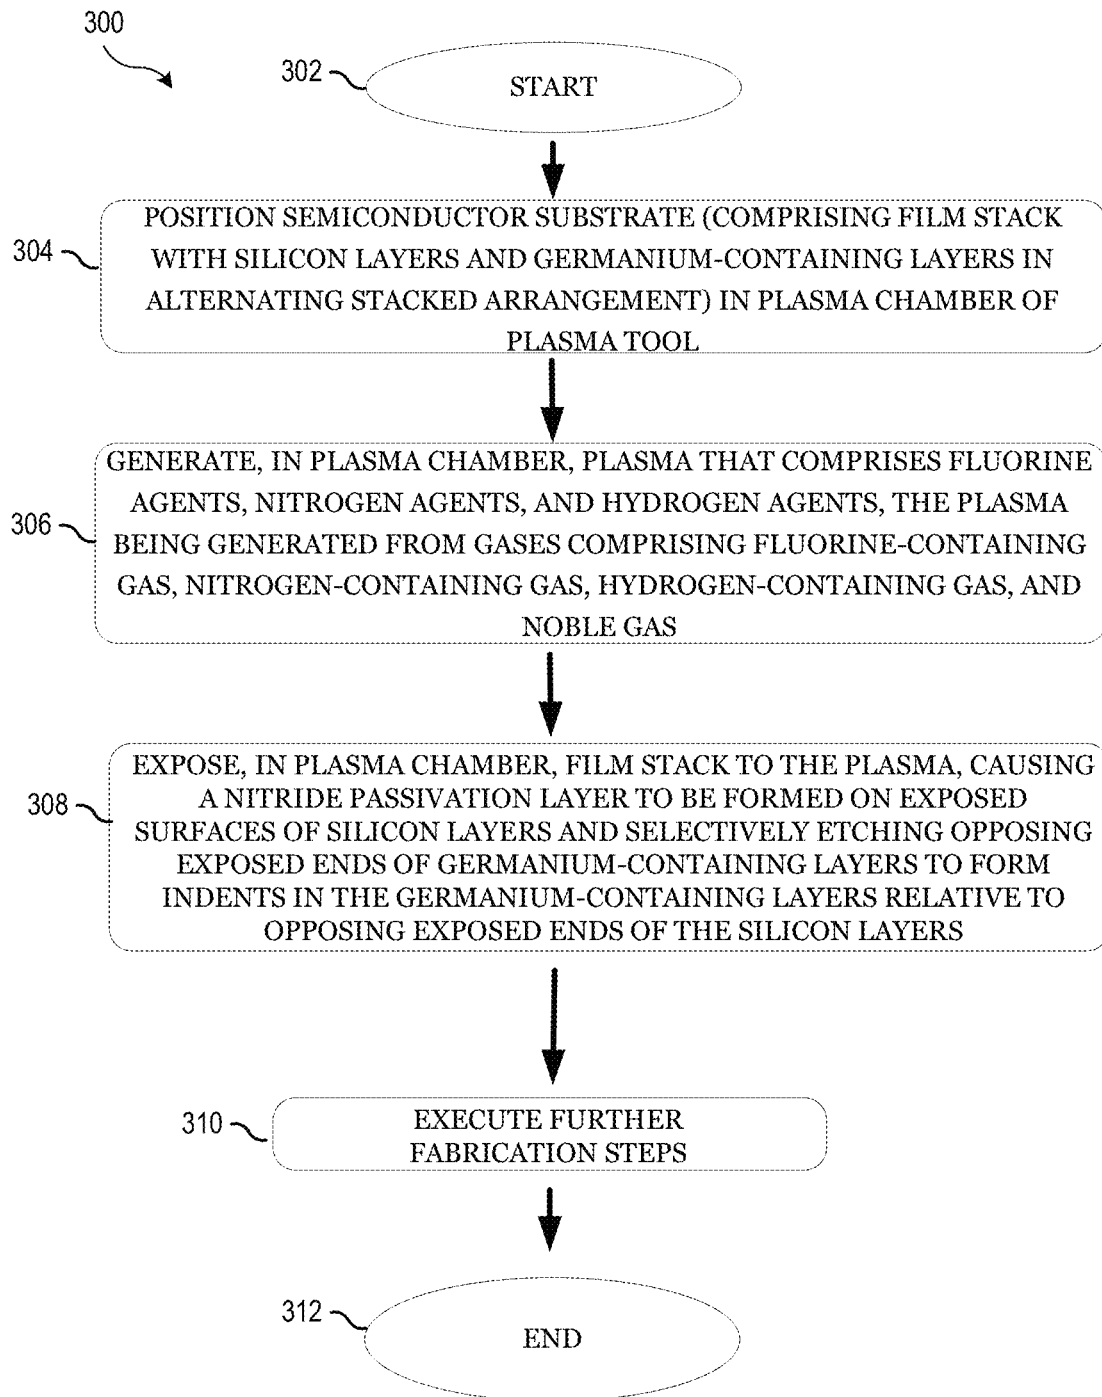 300
302
START
304
POSITION SEMICONDUCTOR SUBSTRATE (COMPRISING FILM STACK
WITH SILICON LAYERS AND GERMANIUM-CONTAINING LAYERS IN
ALTERNATING STACKED ARRANGEMENT) IN PLASMA CHAMBER OF
PLASMA TOOL
306
GENERATE, IN PLASMA CHAMBER, PLASMA THAT COMPRISES FLUORINE
AGENTS, NITROGEN AGENTS, AND HYDROGEN AGENTS, THE PLASMA
BEING GENERATED FROM GASES COMPRISING FLUORINE-CONTAINING
GAS, NITROGEN-CONTAINING GAS, HYDROGEN-CONTAINING GAS, AND
NOBLE GAS
308
EXPOSE, IN PLASMA CHAMBER, FILM STACK TO THE PLASMA, CAUSING
A NITRIDE PASSIVATION LAYER TO BE FORMED ON EXPOSED
SURFACES OF SILICON LAYERS AND SELECTIVELY ETCHING OPPOSING
EXPOSED ENDS OF GERMANIUM-CONTAINING LAYERS TO FORM
INDENTS IN THE GERMANIUM-CONTAINING LAYERS RELATIVE TO
OPPOSING EXPOSED ENDS OF THE SILICON LAYERS
310
EXECUTE FURTHER
FABRICATION STEPS
312
END